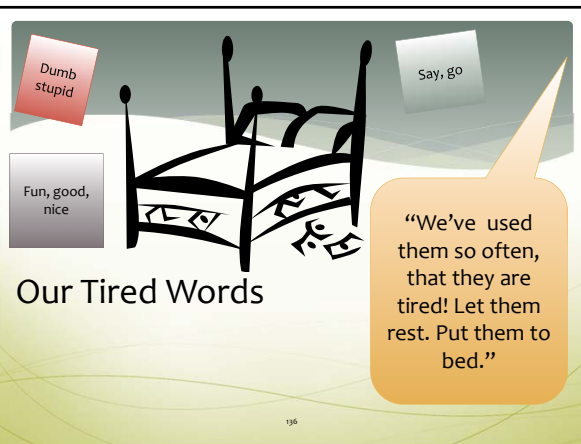 Dumb
stupid
Say, go
Fun, good,
nice
“We’ve used
them so often,
that they are
tired! Let them
rest. Put them to
bed.”
Our Tired Words
136